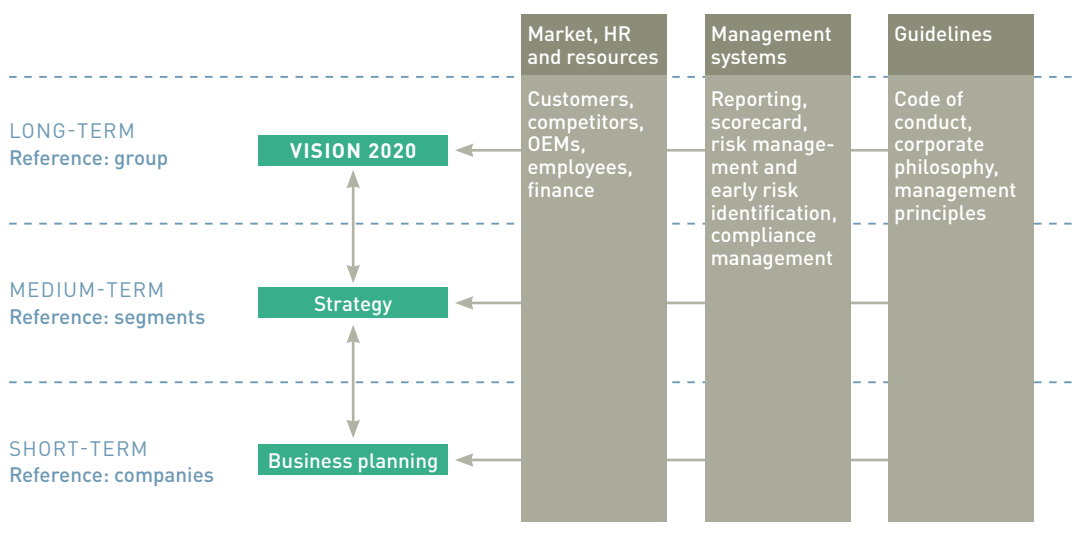 Market, HR
and resources
Management
systems
Guidelines
LONG-TERM
Reference: group
VISION 2020
Customers,
competitors,
OEMs,
employees,
finance
Reporting,
scorecard,
risk manage-
ment and
early risk
identification,
compliance
management
Code of
conduct,
corporate
philosophy,
management
principles
MEDIUM-TERM
Reference: segments
Strategy
SHORT-TERM
Reference: companies
Business planning